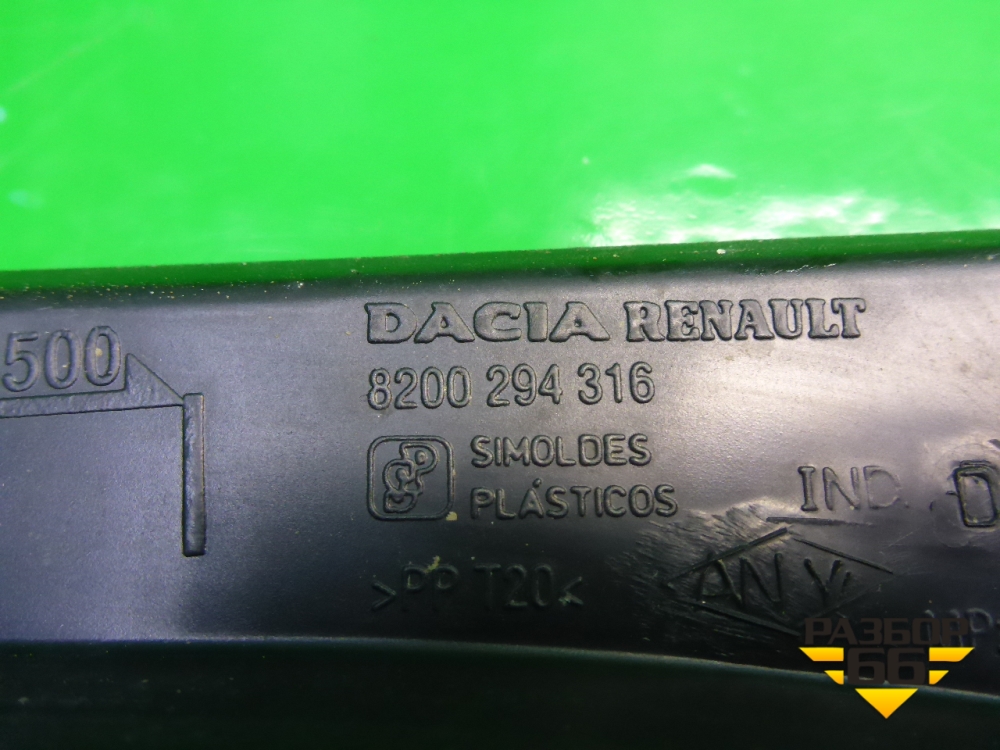 DACIA RENAULT
500
8200 294 316
SIMOLDES
PLÁSTICOS
IND. D
>PP T20<
РАЗБОР
66